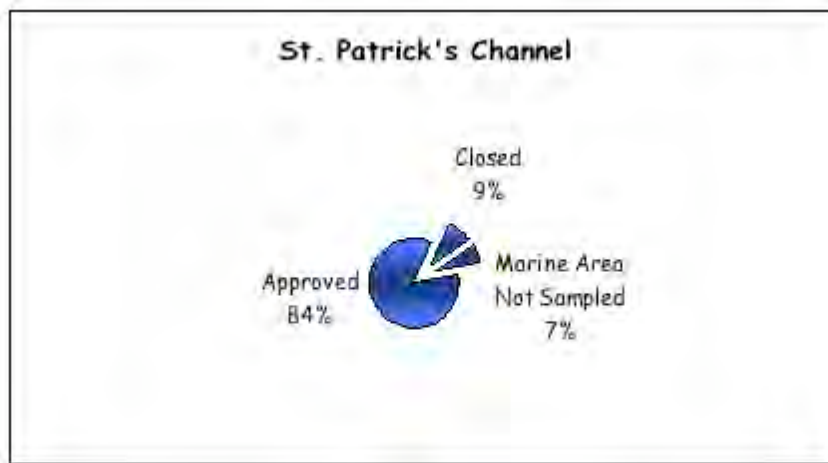 St. Patrick's Channel
Closed
9%
Approved
84%
Marine Area
Not Sampled
7%